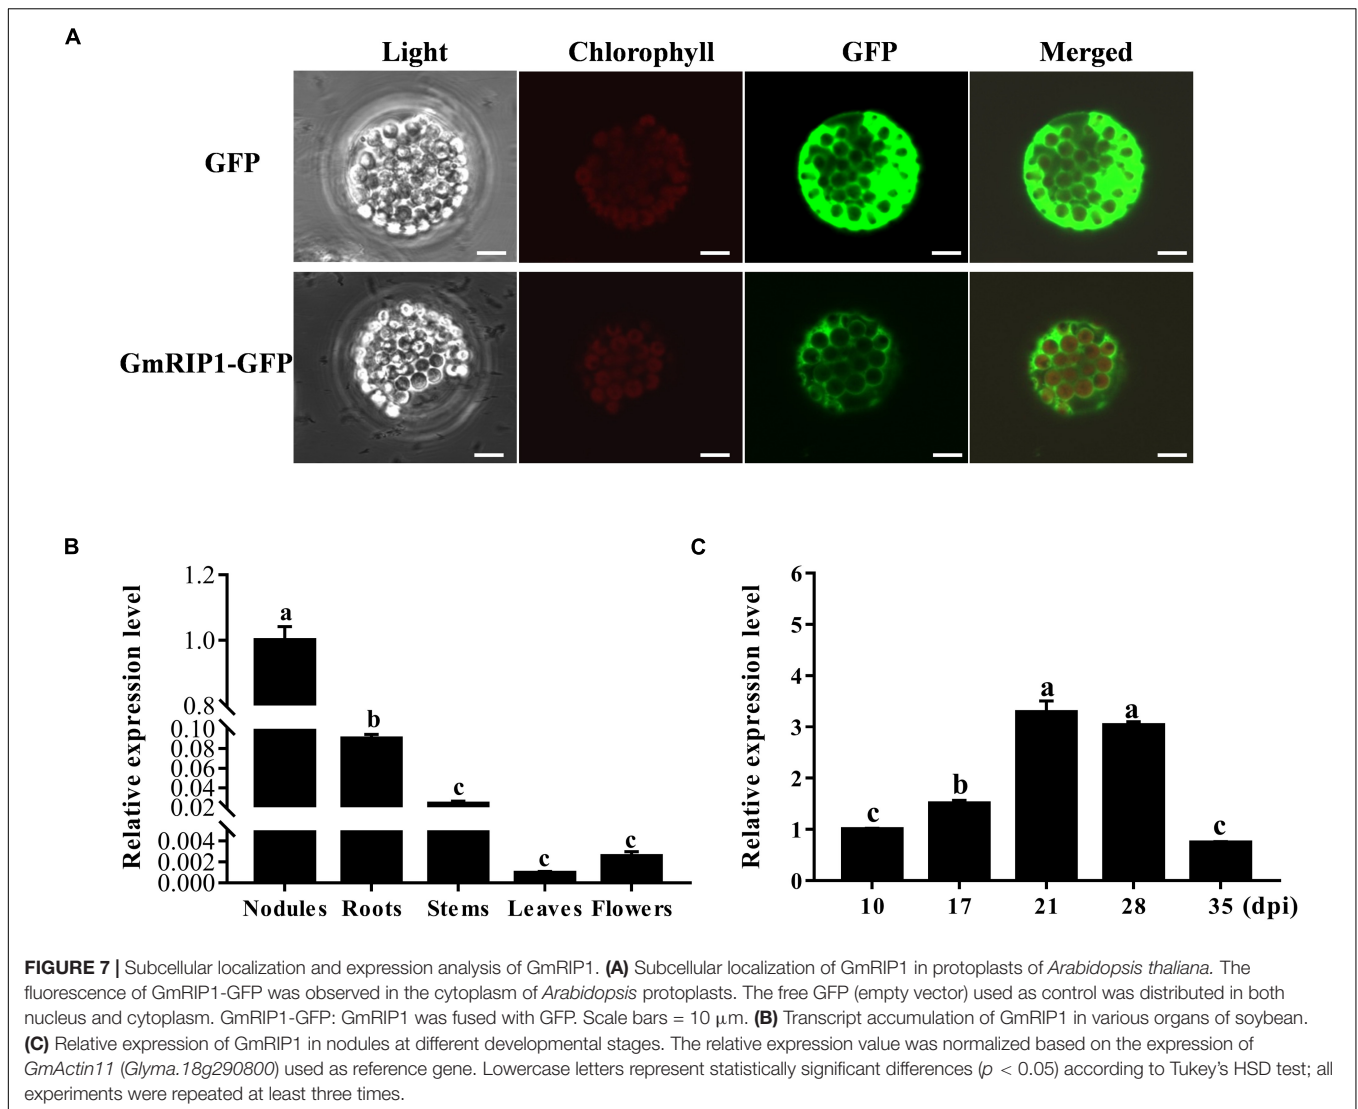 A
Light Chlorophyll GFP Merged
GFP
GmRIP1-GFP
B
Relative expression level
1.2
1.0
0.8
0.10
0.08
0.06
0.04
0.02
0.004
0.002
0.000
a
b
c
c
c
Nodules Roots Stems Leaves Flowers
C
Relative expression level
6
5
4
3
2
1
0
c
b
a
a
c
10 17 21 28 35 (dpi)
FIGURE 7 | Subcellular localization and expression analysis of GmRIP1. (A) Subcellular localization of GmRIP1 in protoplasts of Arabidopsis thaliana. The
fluorescence of GmRIP1-GFP was observed in the cytoplasm of Arabidopsis protoplasts. The free GFP (empty vector) used as control was distributed in both
nucleus and cytoplasm. GmRIP1-GFP: GmRIP1 was fused with GFP. Scale bars = 10 μm. (B) Transcript accumulation of GmRIP1 in various organs of soybean.
(C) Relative expression of GmRIP1 in nodules at different developmental stages. The relative expression value was normalized based on the expression of
GmActin11 (Glyma.18g290800) used as reference gene. Lowercase letters represent statistically significant differences (p < 0.05) according to Tukey's HSD test; all
experiments were repeated at least three times.